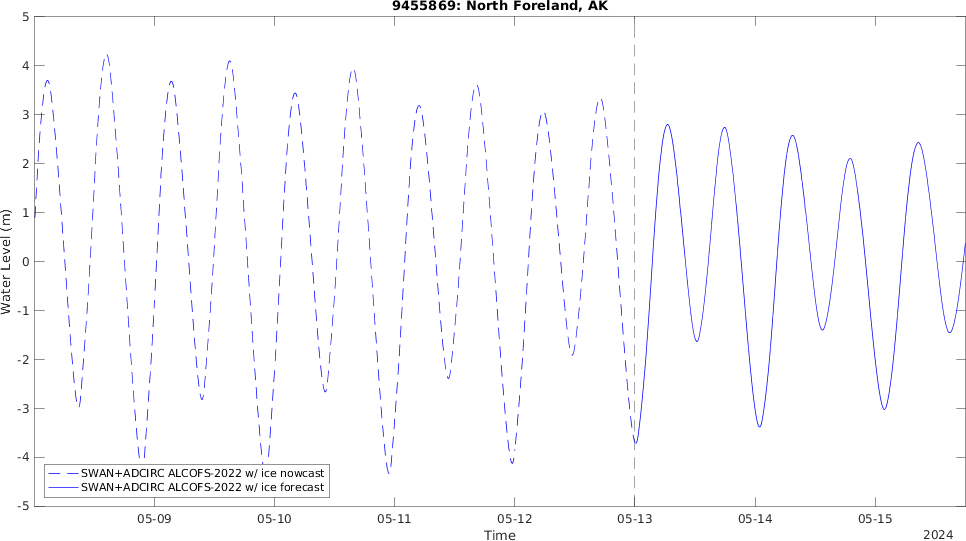 9455869: North Foreland, AK
5
4
3
2
1
0
-1
-2
-3
-4
-5
Water Level (m)
SWAN+ADCIRC ALCOFS-2022 w/ ice nowcast
SWAN+ADCIRC ALCOFS-2022 w/ ice forecast
05-09 05-10 05-11 05-12 05-13 05-14 05-15
Time
2024